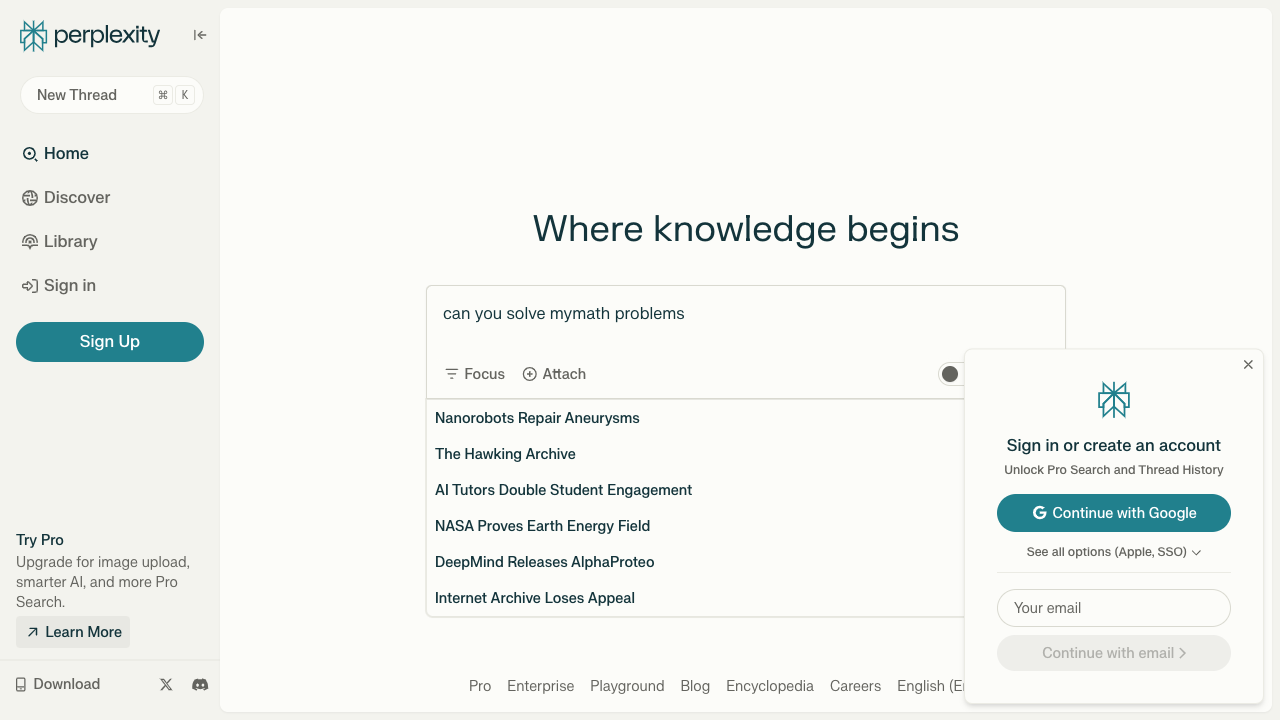 perplexity
New Thread ⌘ K
Home
Discover
Library
Sign in
Sign Up
Try Pro
Upgrade for image upload,
smarter AI, and more Pro
Search.
Learn More
Download
Where knowledge begins
can you solve mymath problems
Focus Attach
Nanorobots Repair Aneurysms
The Hawking Archive
AI Tutors Double Student Engagement
NASA Proves Earth Energy Field
DeepMind Releases AlphaProteo
Internet Archive Loses Appeal
Pro Enterprise Playground Blog Encyclopedia Careers English
Sign in or create an account
Unlock Pro Search and Thread History
Continue with Google
See all options (Apple, SSO)
Your email
Continue with email